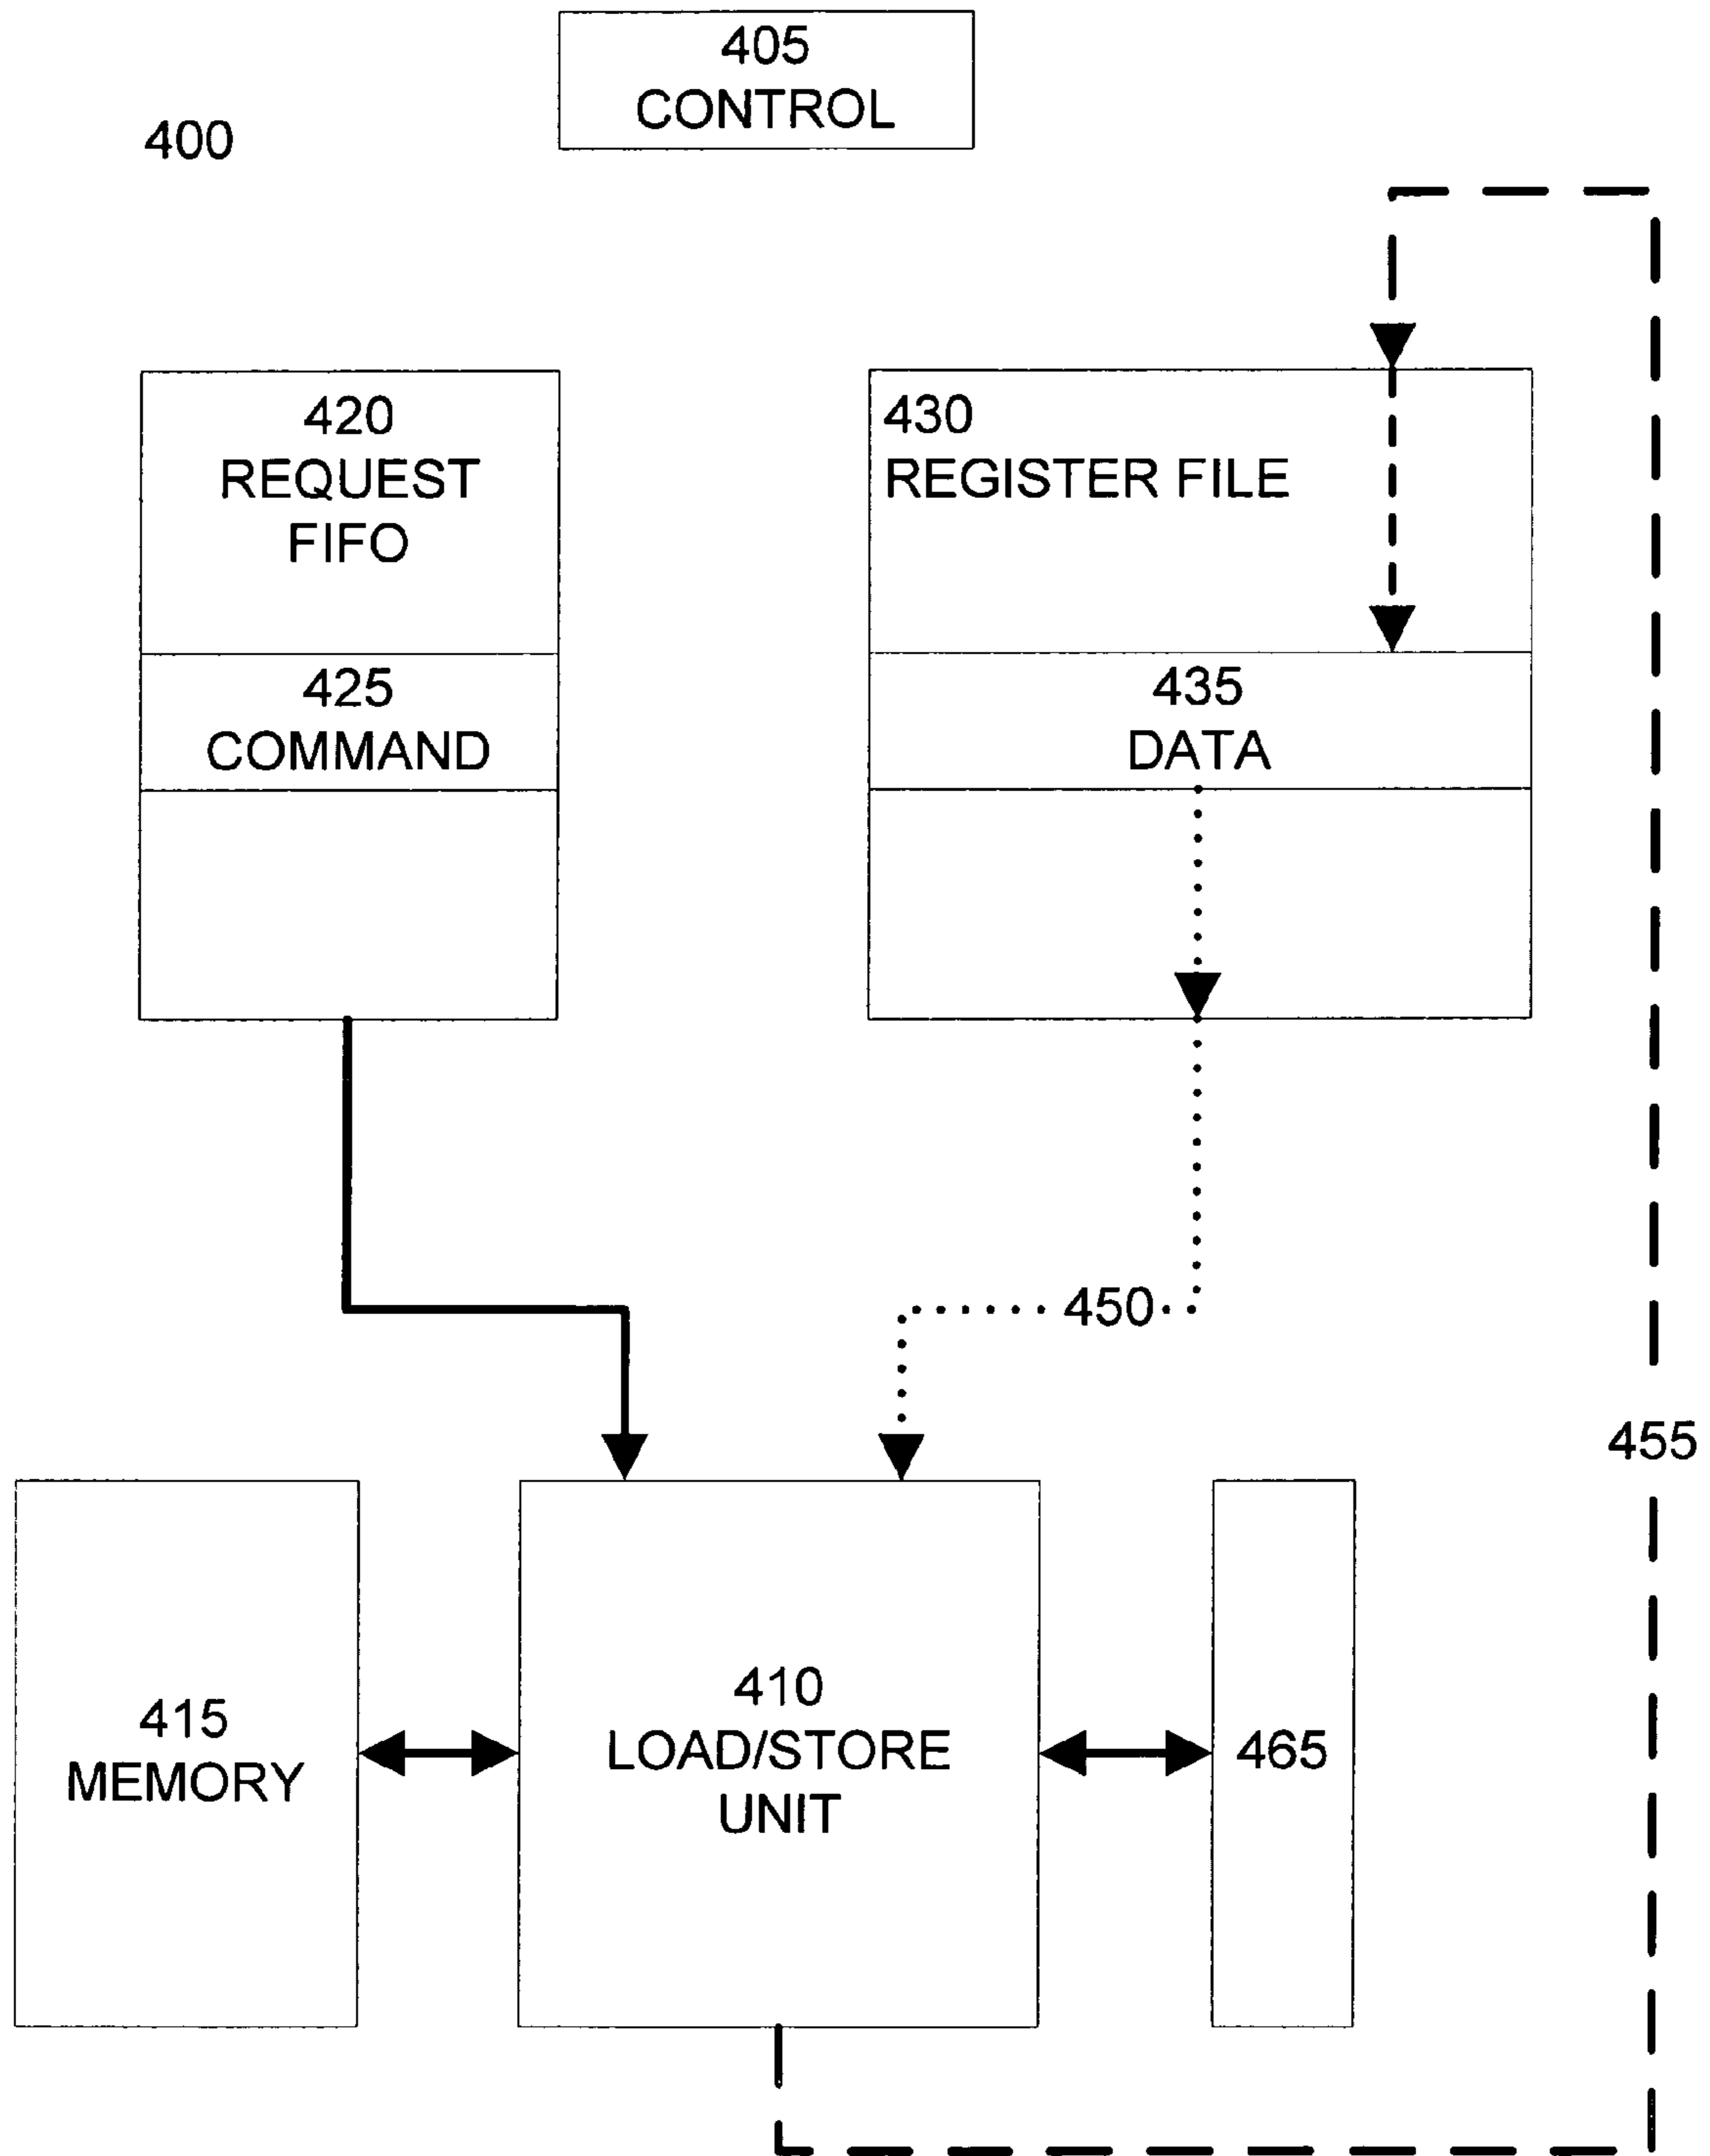 405
CONTROL
400
420
REQUEST
FIFO
430
REGISTER FILE
425
COMMAND
435
DATA
450
455
415
MEMORY
410
LOAD/STORE
UNIT
465